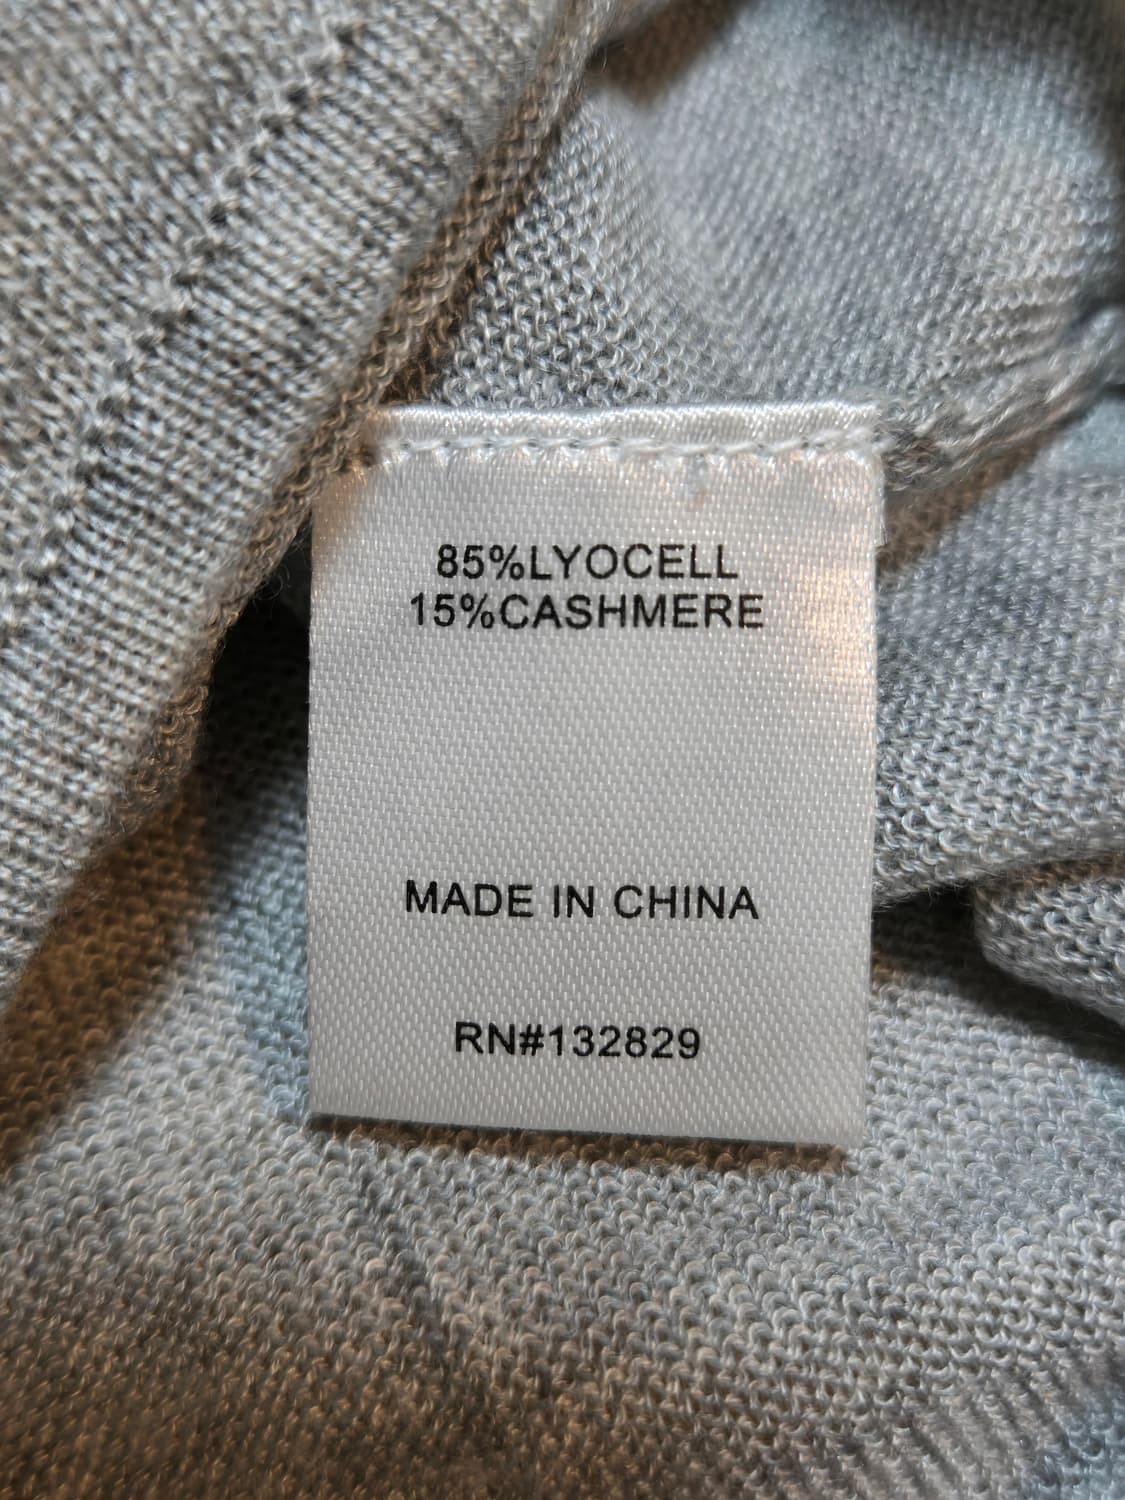 85%LYOCELL
15%CASHMERE
MADE IN CHINA
RN#132829